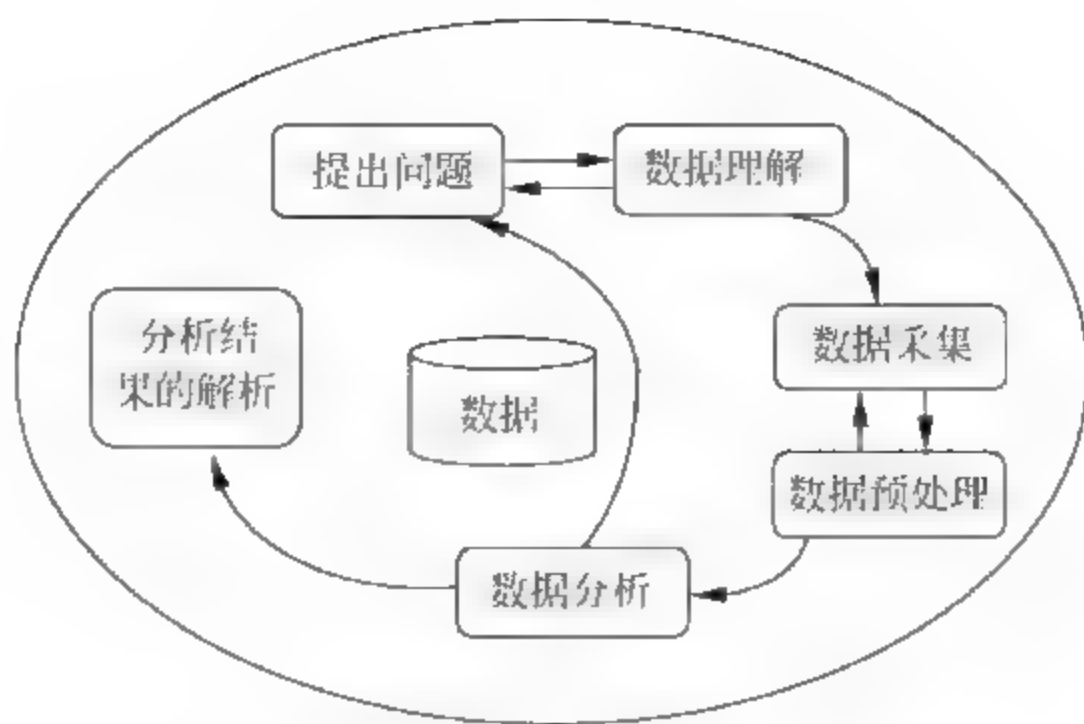 提出问题
数据理解
分析结
果的解析
数据
数据采集
数据预处理
数据分析